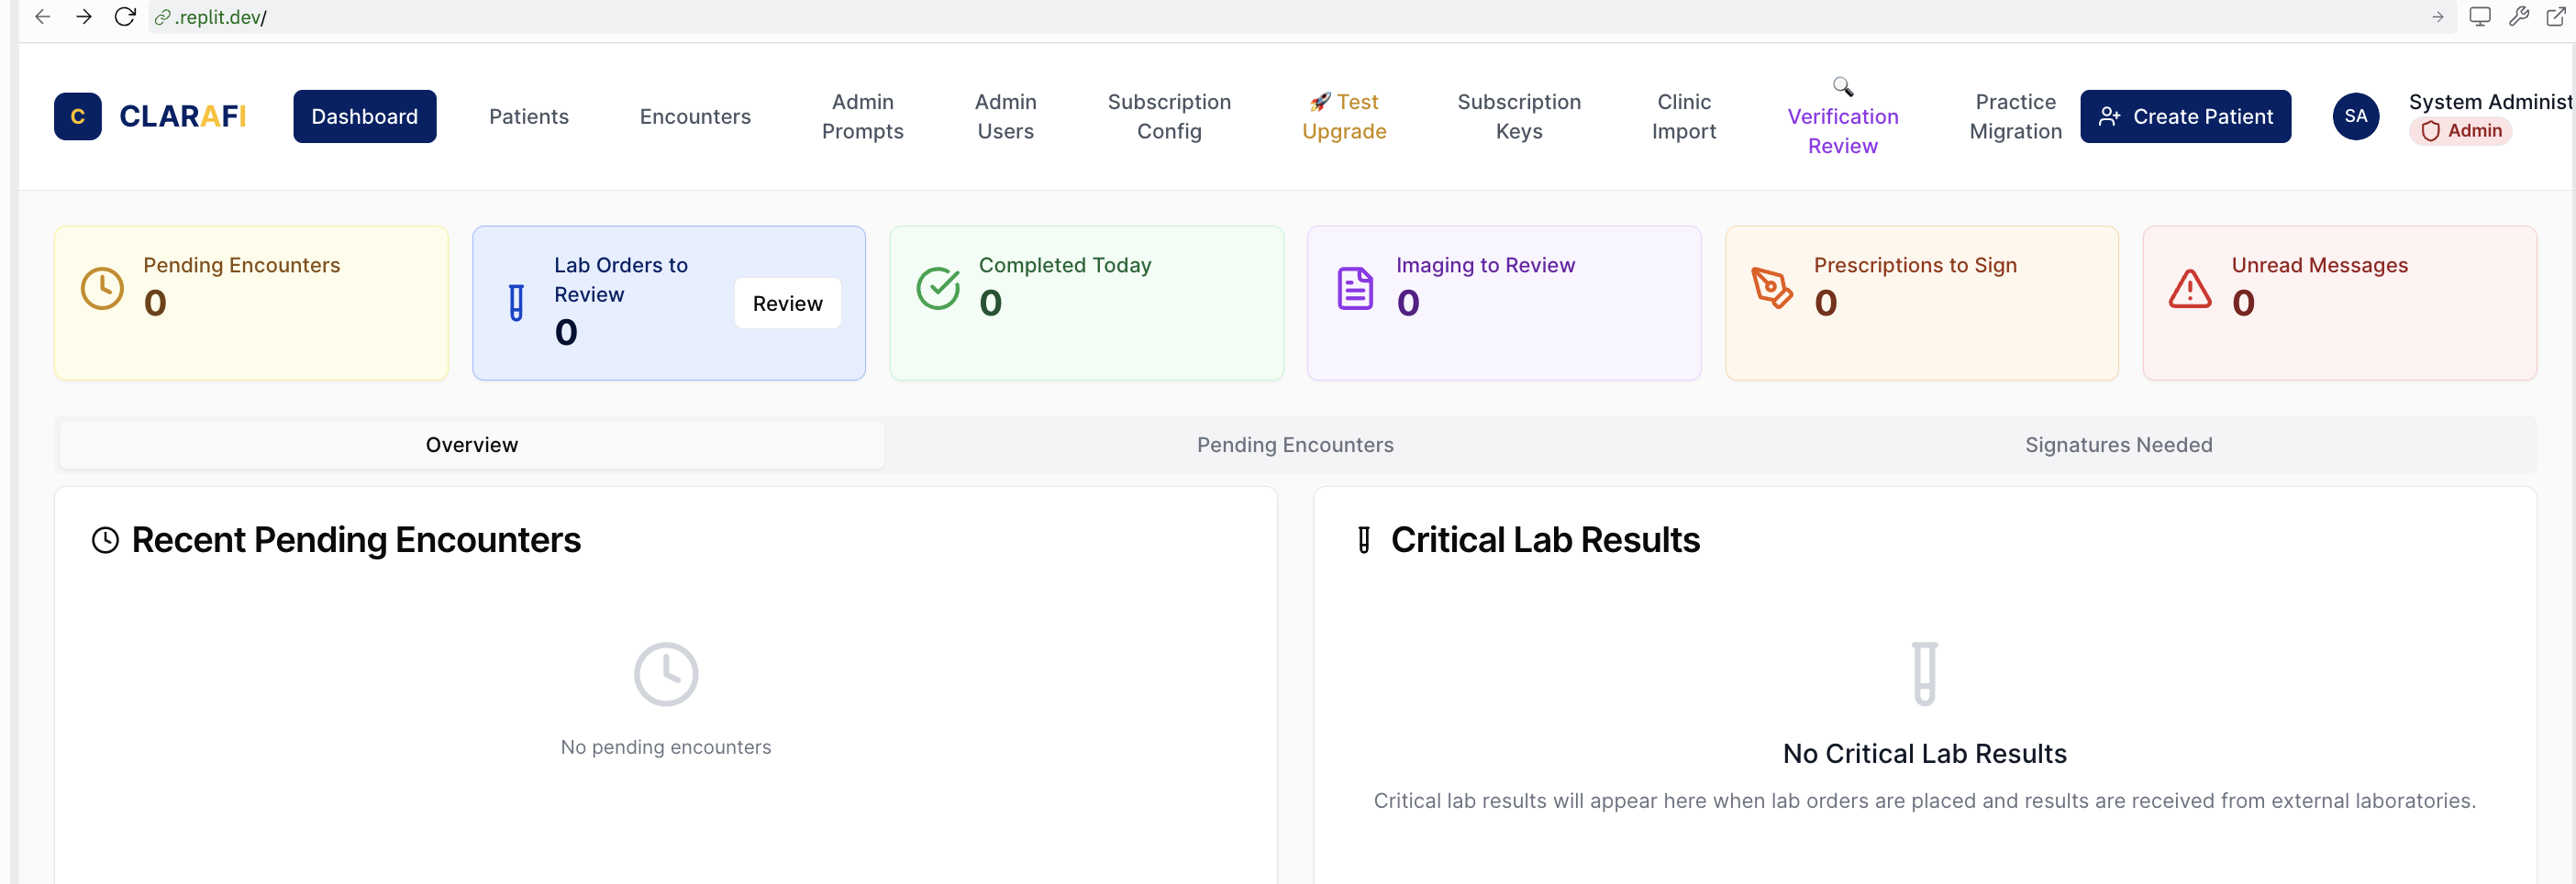 .replit.dev/
C
CLARAFI
Dashboard
Patients
Encounters
Admin
Prompts
Admin
Users
Subscription
Config
🚀 Test
Upgrade
Subscription
Keys
Clinic
Import
🔍
Verification
Review
Practice
Migration
Create Patient
SA
System Administ
Admin
Pending Encounters
0
Lab Orders to
Review
0
Review
Completed Today
0
Imaging to Review
0
Prescriptions to Sign
0
Unread Messages
0
Overview
Pending Encounters
Signatures Needed
Recent Pending Encounters
No pending encounters
Critical Lab Results
No Critical Lab Results
Critical lab results will appear here when lab orders are placed and results are received from external laboratories.